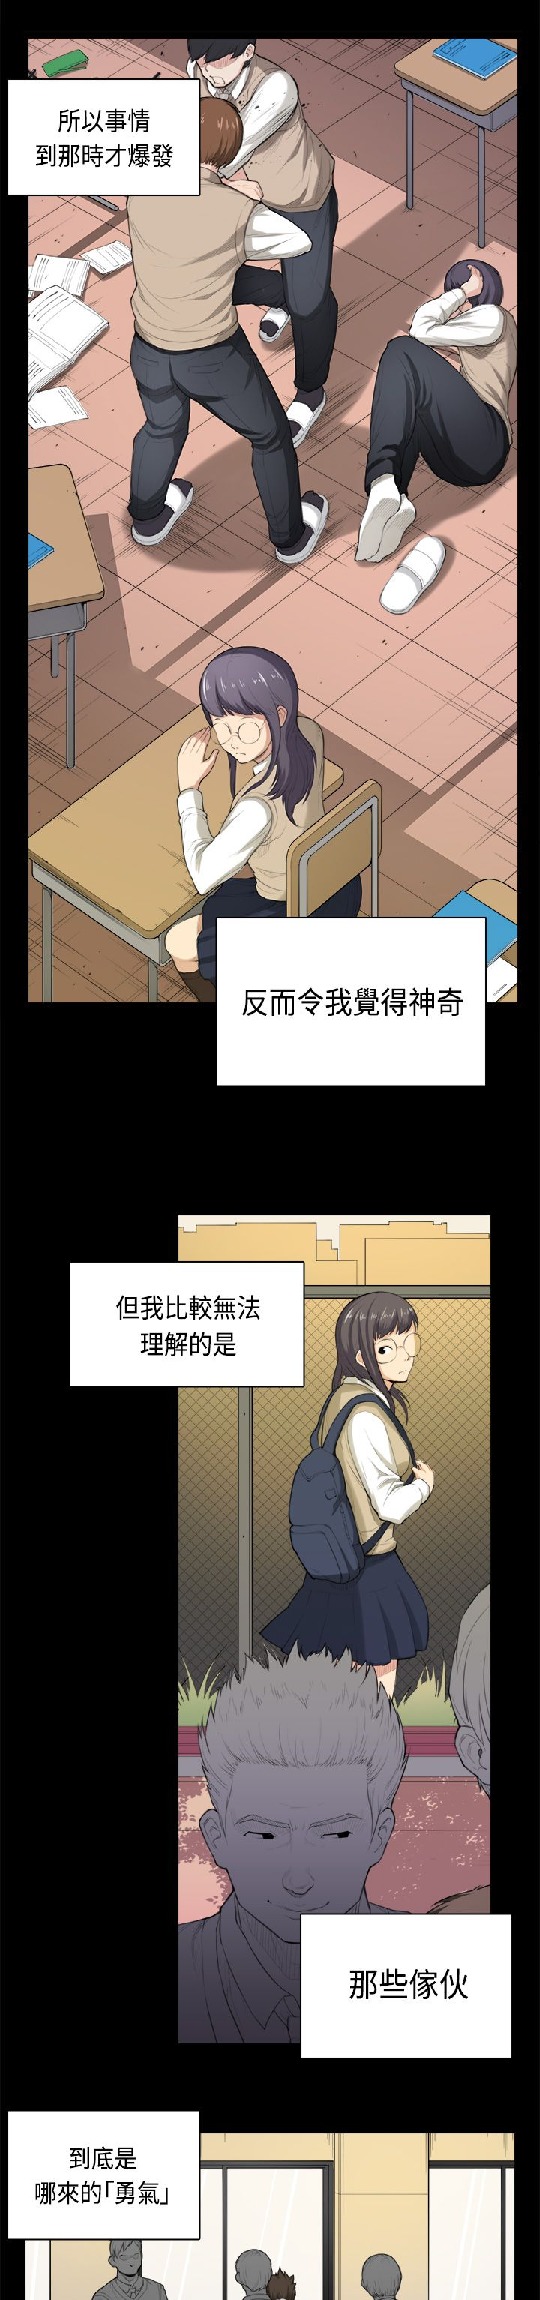 所以事情
到那時才爆發
反而令我覺得神奇
但我比較無法
理解的是
那些傢伙
到底是
哪來的「勇氣」